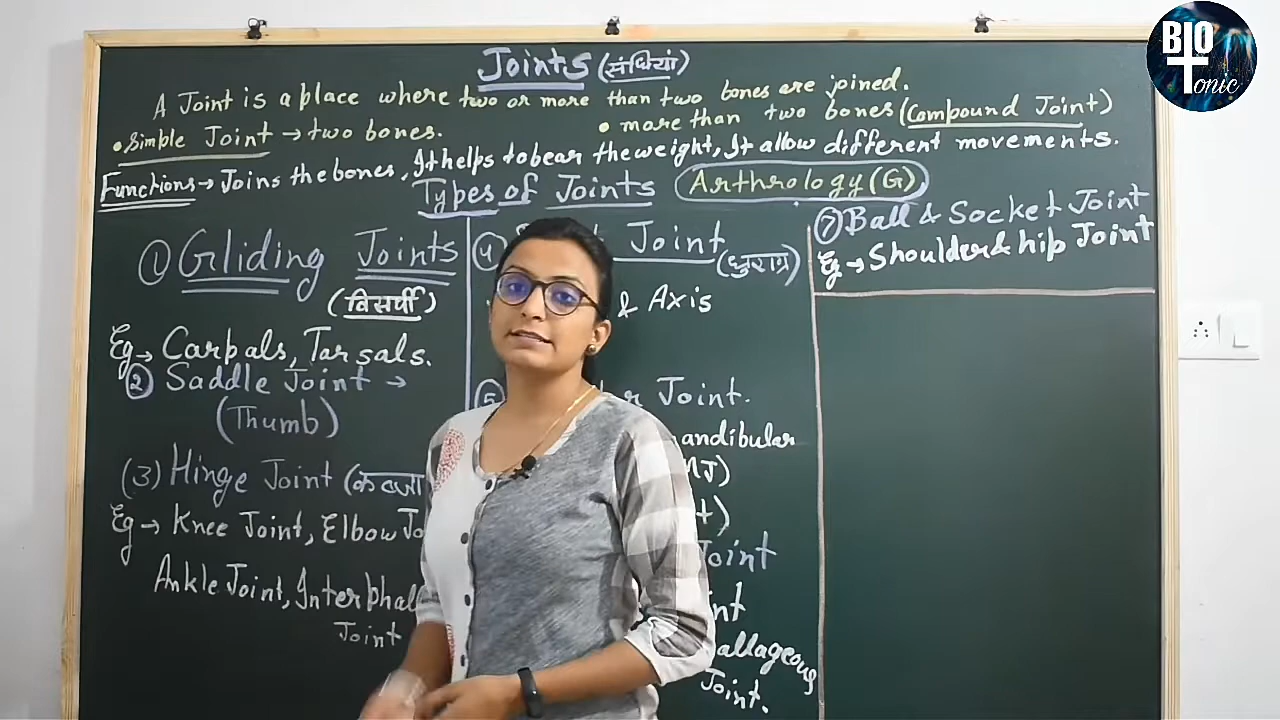 BIO
Tonic
Joints (संधियां)
A Joint is a place where two or more than two bones are joined.
• Simple Joint → two bones.
• more than two bones (Compound Joint)
Functions → Joins the bones, It helps to bear the weight, It allow different movements.
Types of Joints Arthrology (G)
① Gliding Joints
(विसर्पी)
Eg → Carpals, Tarsals.
② Saddle Joint →
(Thumb)
(3) Hinge Joint
Eg → Knee Joint, Elbow
Ankle Joint,
Joint
④ Joint
& Axis
⑤ Joint.
Joint
Joint.
⑦ Ball & Socket Joint
Eg → Shoulder & hip Joint